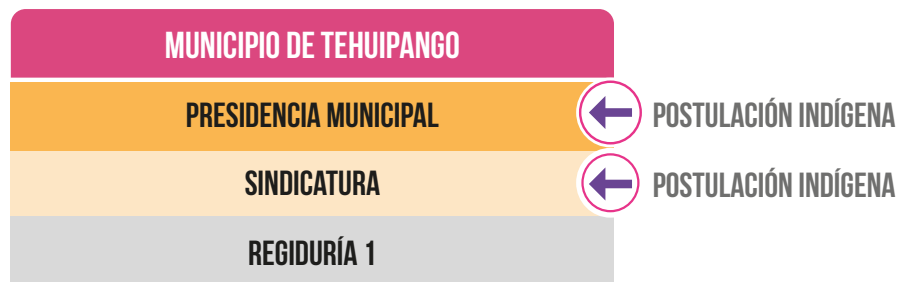 MUNICIPIO DE TEHUIPANGO
PRESIDENCIA MUNICIPAL
POSTULACIÓN INDÍGENA
SINDICATURA
POSTULACIÓN INDÍGENA
REGIDURÍA 1